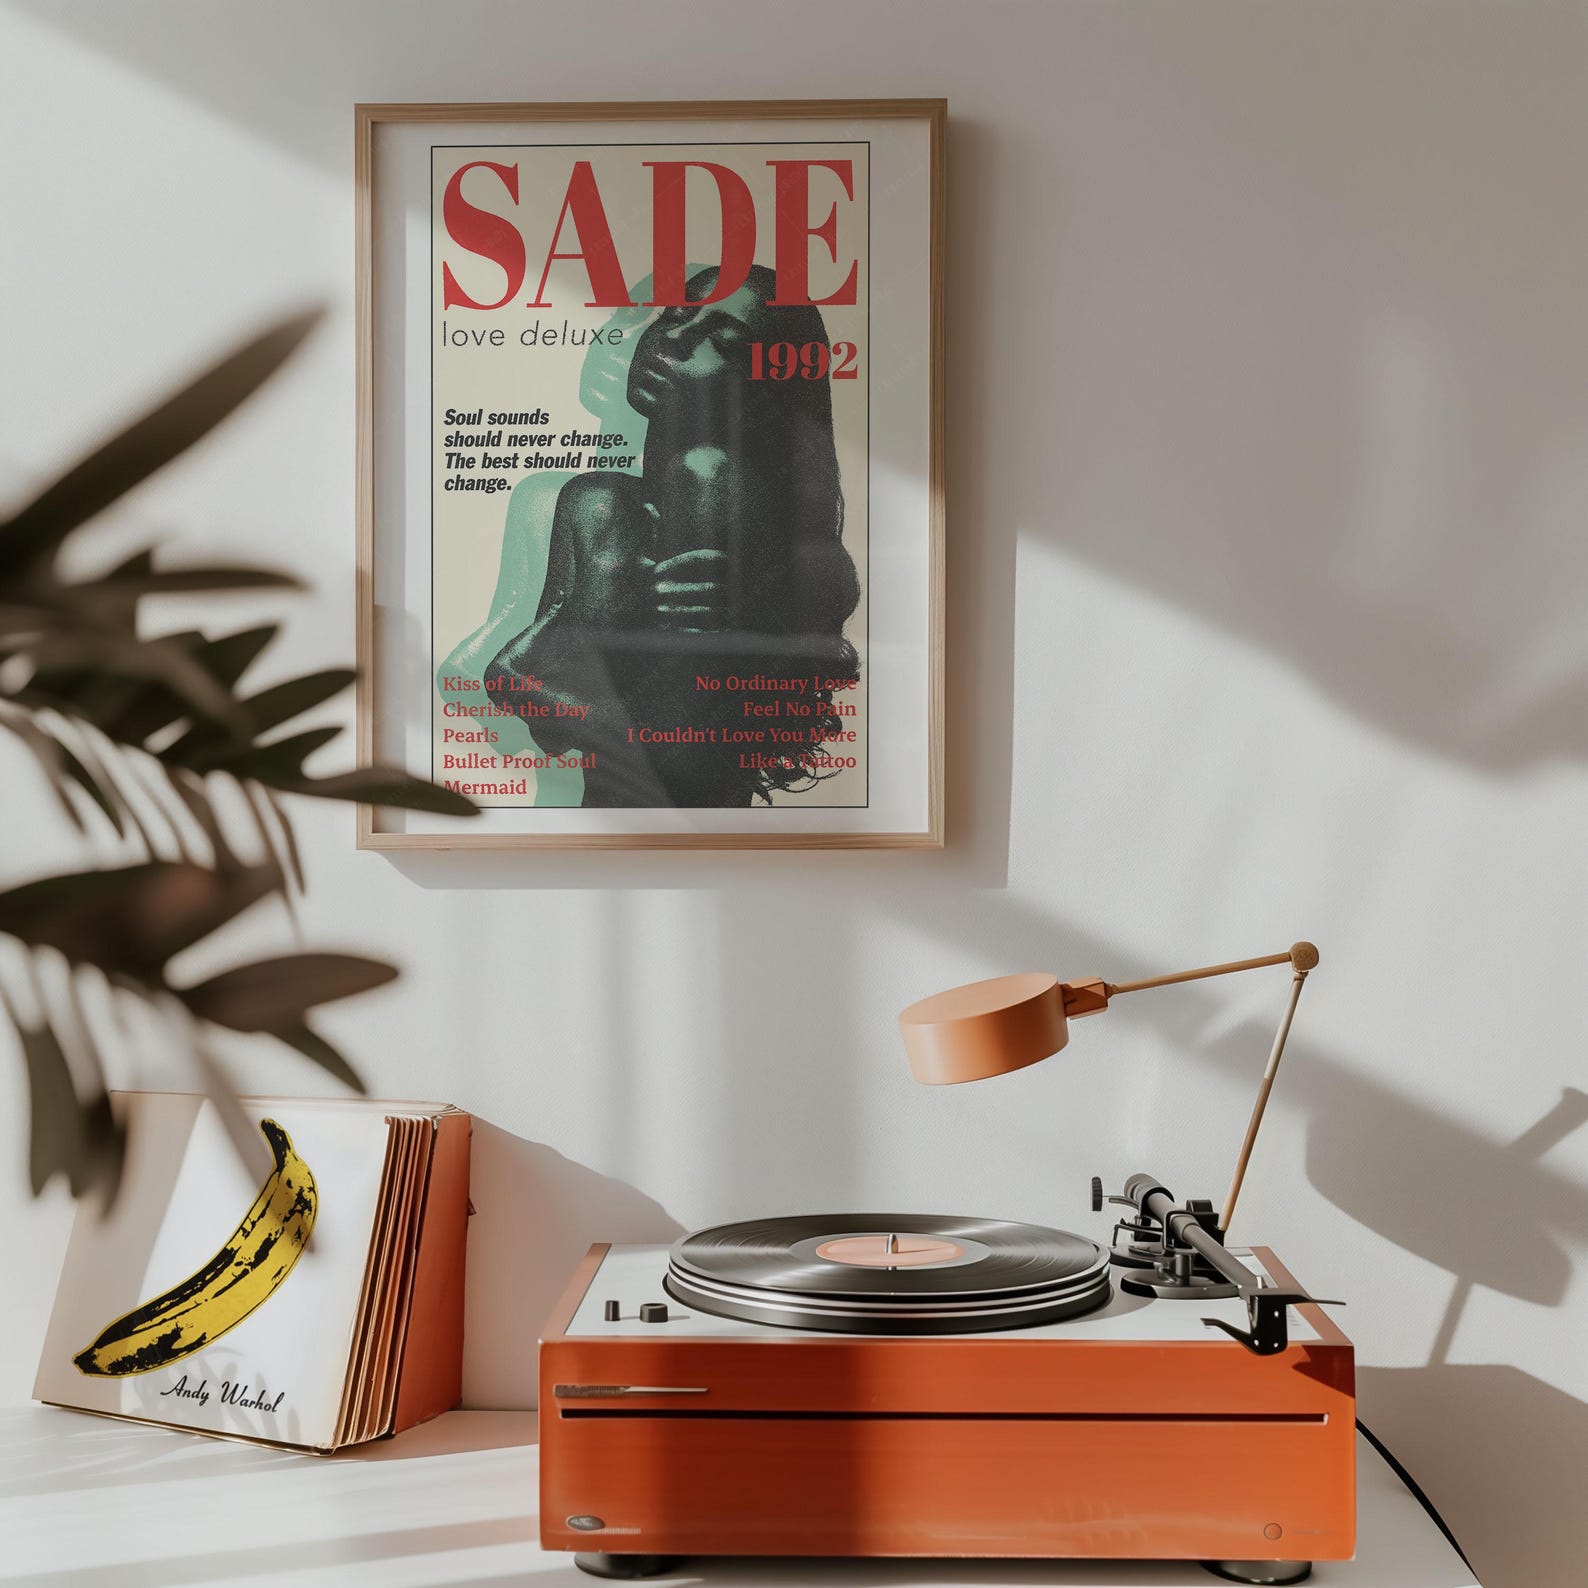 SADE
love deluxe
1992
Soul sounds
should never change.
The best should never
change.
Kiss of Life
Cherish the Day
Pearls
Bullet Proof Soul
Mermaid
No Ordinary Love
Feel No Pain
I Couldn't Love You More
Like a Tattoo
Andy Warhol